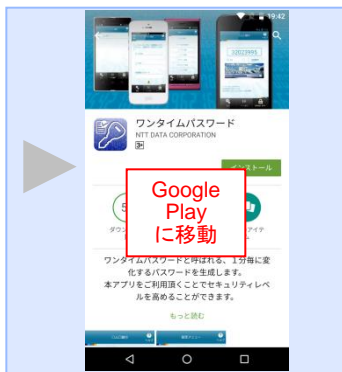 19:42
32023985
ワンタイムパスワード
NTT DATA CORPORATION
3+
インストール
Google
Play
に移動
ワンタイムパスワードと呼ばれる、1分毎に変
化するパスワードを生成します。
本アプリをご利用頂くことでセキュリティレベ
ルを高めることができます。
もっと読む